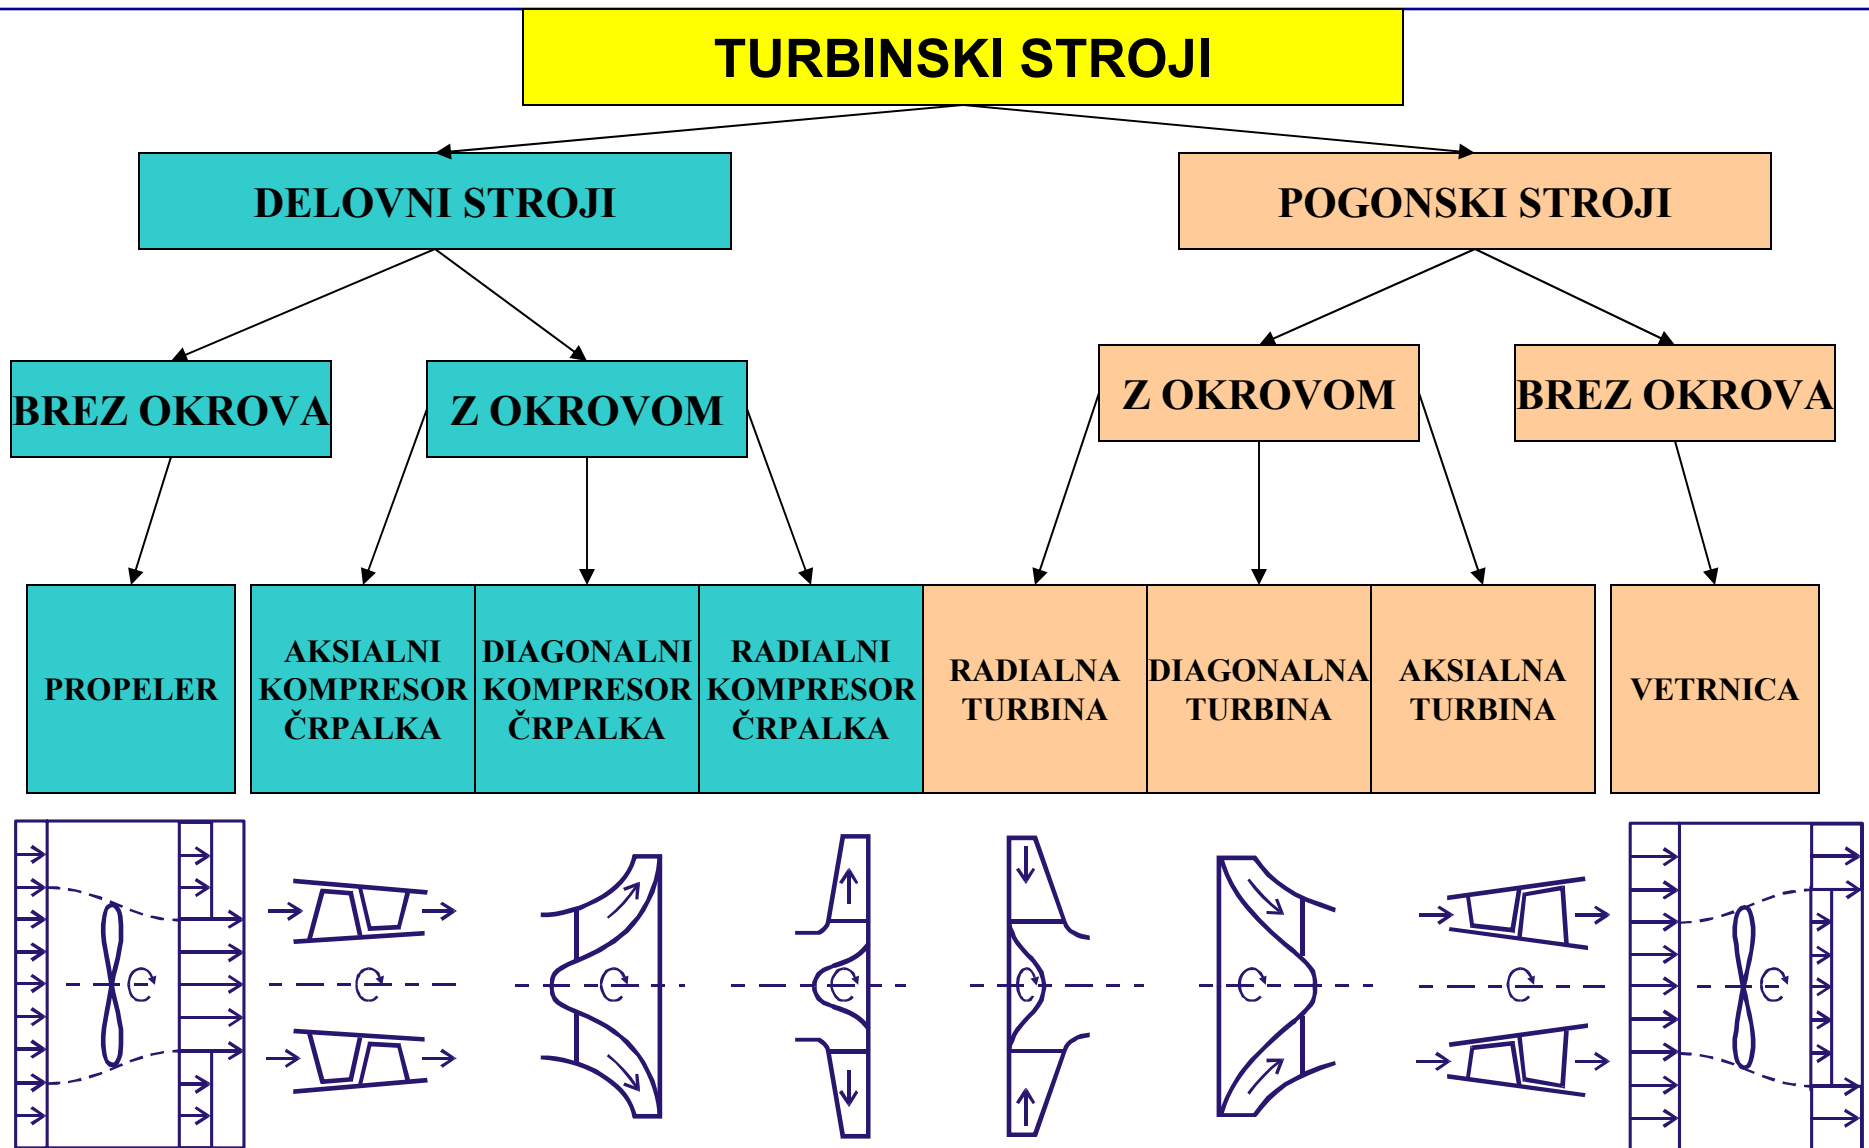 TURBINSKI STROJI
DELOVNI STROJI
POGONSKI STROJI
BREZ OKROVA
Z OKROVOM
Z OKROVOM
BREZ OKROVA
PROPELER
AKSIALNI
KOMPRESOR
ČRPALKA
DIAGONALNI
KOMPRESOR
ČRPALKA
RADIALNI
KOMPRESOR
ČRPALKA
RADIALNA
TURBINA
DIAGONALNA
TURBINA
AKSIALNA
TURBINA
VETRNICA